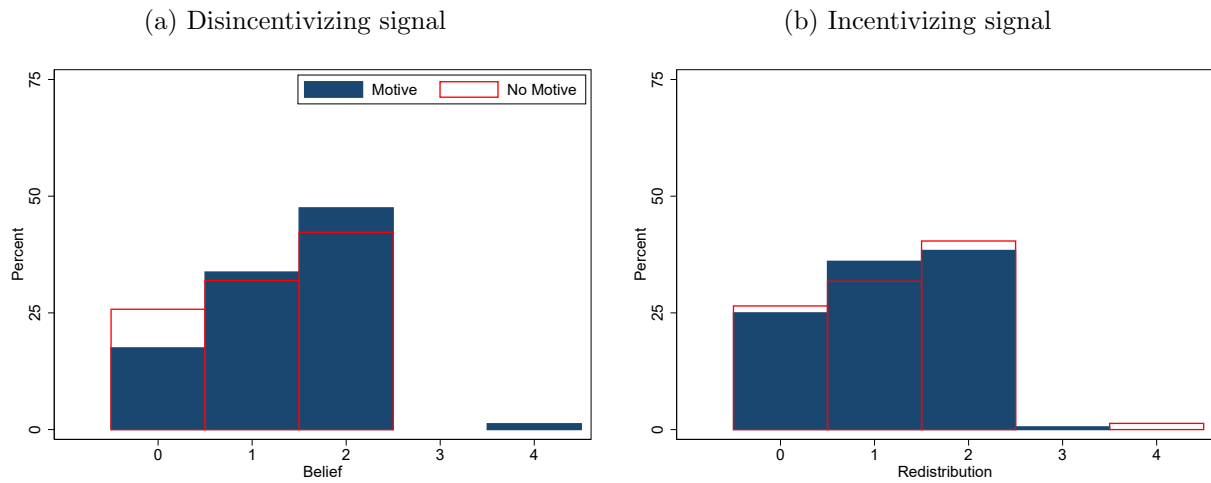 (a) Disincentivizing signal
Motive
No Motive
75
50
25
0
Percent
0 1 2 3 4
Belief
(b) Incentivizing signal
75
50
25
0
Percent
0 1 2 3 4
Redistribution